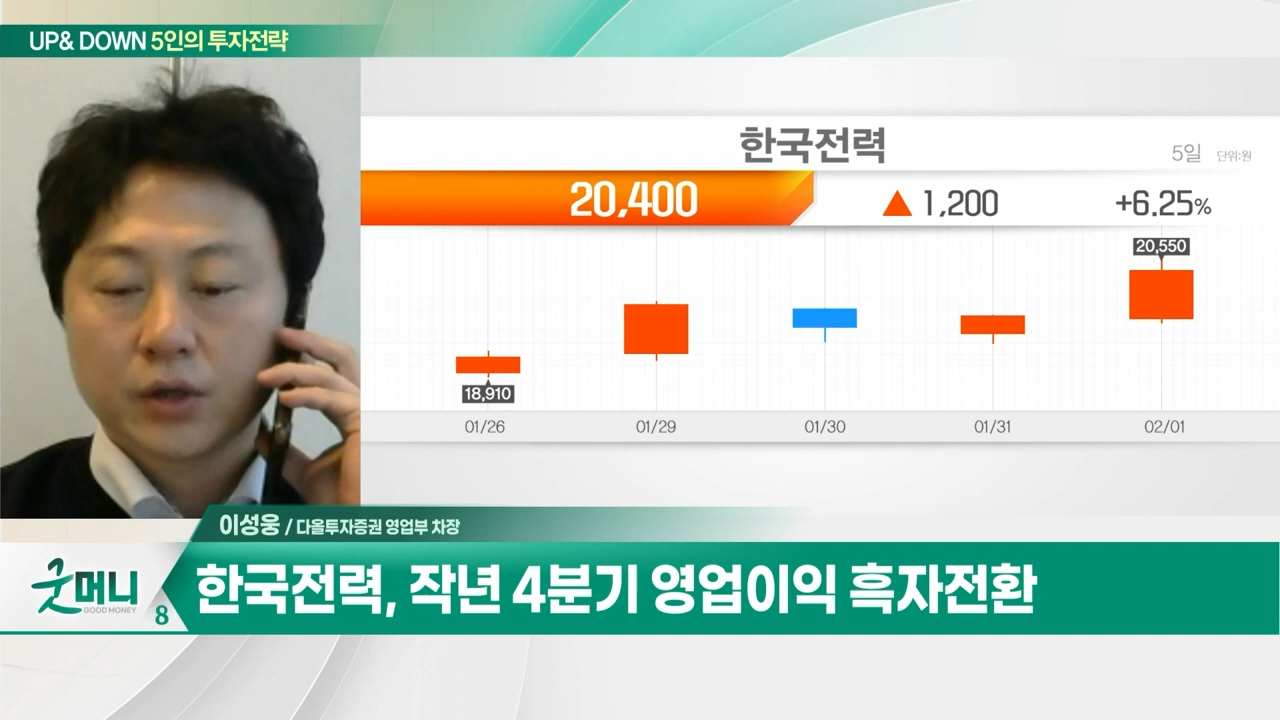 UP& DOWN 5인의 투자전략
한국전력
5일 단위:원
20,400 ▲ 1,200 +6.25%
20,550
18,910
01/26 01/29 01/30 01/31 02/01
이성웅 / 다올투자증권 영업부 차장
굿머니
GOOD MONEY
8
한국전력, 작년 4분기 영업이익 흑자전환